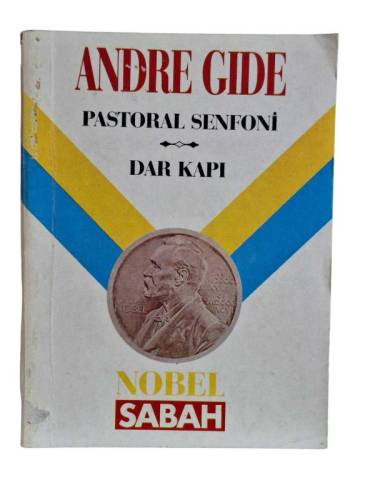 ANDRE GIDE
PASTORAL SENFONİ
DAR KAPI
NOBEL
SABAH